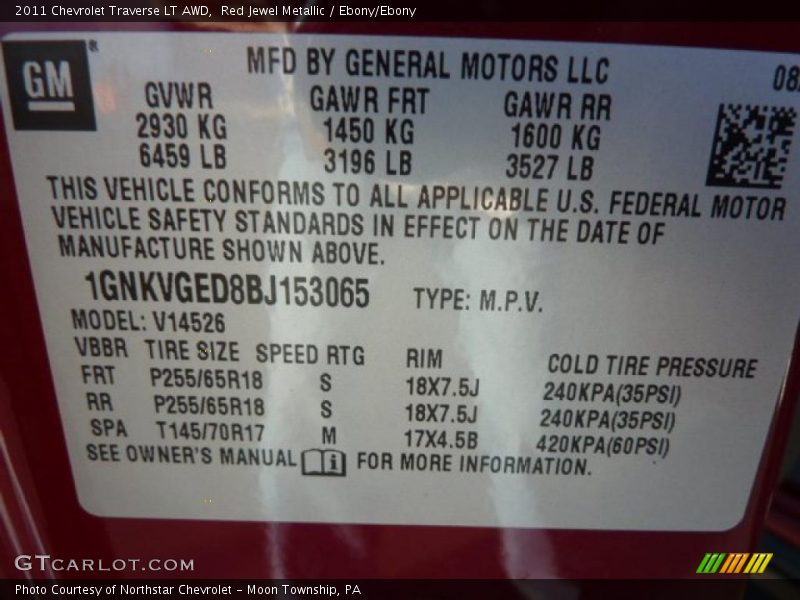 2011 Chevrolet Traverse LT AWD, Red Jewel Metallic / Ebony/Ebony
GM®
MFD BY GENERAL MOTORS LLC
GVWR GAWR FRT GAWR RR
2930 KG 1450 KG 1600 KG
6459 LB 3196 LB 3527 LB
THIS VEHICLE CONFORMS TO ALL APPLICABLE U.S. FEDERAL MOTOR
VEHICLE SAFETY STANDARDS IN EFFECT ON THE DATE OF
MANUFACTURE SHOWN ABOVE.
1GNKVGED8BJ153065 TYPE: M.P.V.
MODEL: V14526
VBBR TIRE SIZE SPEED RTG RIM COLD TIRE PRESSURE
FRT P255/65R18 S 18X7.5J 240KPA(35PSI)
RR P255/65R18 S 18X7.5J 240KPA(35PSI)
SPA T145/70R17 M 17X4.5B 420KPA(60PSI)
SEE OWNER'S MANUAL i FOR MORE INFORMATION.
GTCARLOT.COM
Photo Courtesy of Northstar Chevrolet - Moon Township, PA